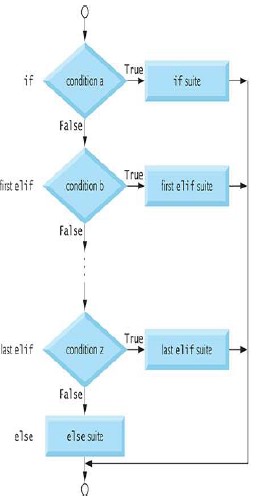 True
if condition a if suite
False
True
first elif condition b first elif suite
False
True
last elif condition z last elif suite
False
else else suite